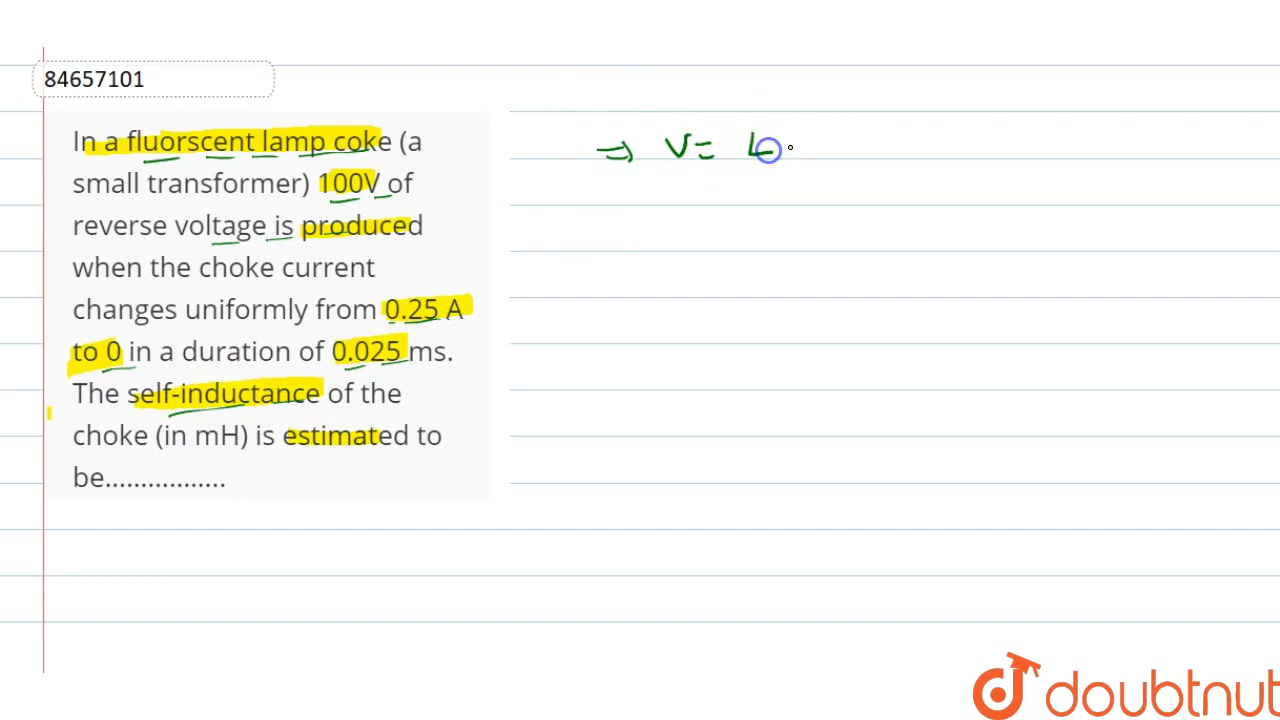 84657101
In a fluorscent lamp coke (a
small transformer) 100V of
reverse voltage is produced
when the choke current
changes uniformly from 0.25 A
to 0 in a duration of 0.025 ms.
The self-inductance of the
choke (in mH) is estimated to
be.................
⇒ V= L
doubtnut